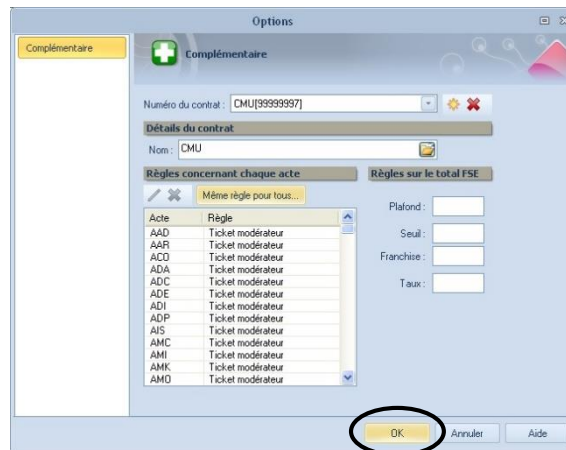 Options
Complémentaire
Complémentaire
Numéro du contrat : CMU[99999997]
Détails du contrat
Nom : CMU
Règles concernant chaque acte
Règles sur le total FSE
Même règle pour tous...
Acte Règle
AAD Ticket modérateur
AAR Ticket modérateur
ACO Ticket modérateur
ADA Ticket modérateur
ADC Ticket modérateur
ADE Ticket modérateur
ADI Ticket modérateur
ADP Ticket modérateur
AIS Ticket modérateur
AMC Ticket modérateur
AMI Ticket modérateur
AMK Ticket modérateur
AMO Ticket modérateur
Plafond :
Seuil :
Franchise :
Taux :
OK Annuler Aide